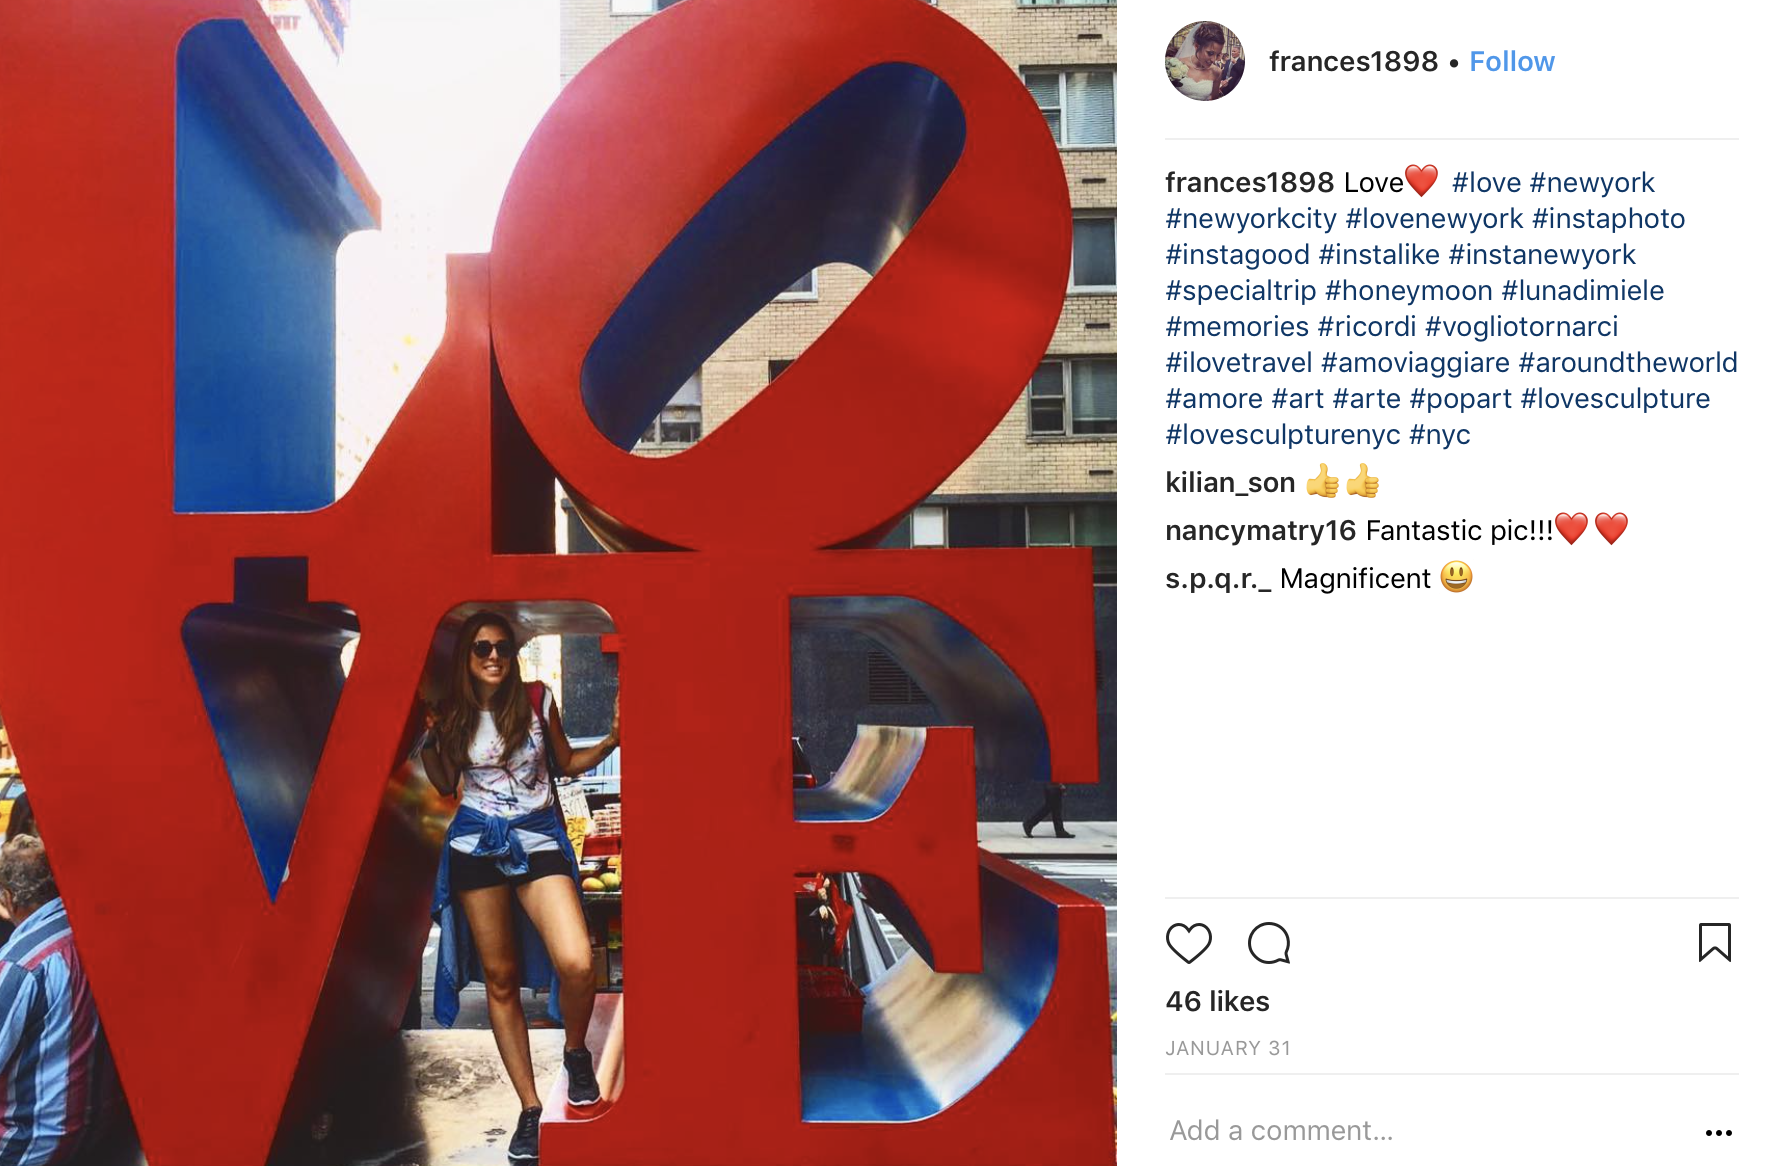 LOVE
frances1898 • Follow
frances1898 Love❤️ #love #newyork
#newyorkcity #lovenewyork #instaphoto
#instagood #instalike #instanewyork
#specialtrip #honeymoon #lunadimiele
#memories #ricordi #vogliotornarci
#ilovetravel #amoviaggiare #aroundtheworld
#amore #art #arte #popart #lovesculpture
#lovesculpturenyc #nyc
kilian_son 👍👍
nancymatry16 Fantastic pic!!!❤️❤️
s.p.q.r._ Magnificent 😃
46 likes
JANUARY 31
Add a comment...